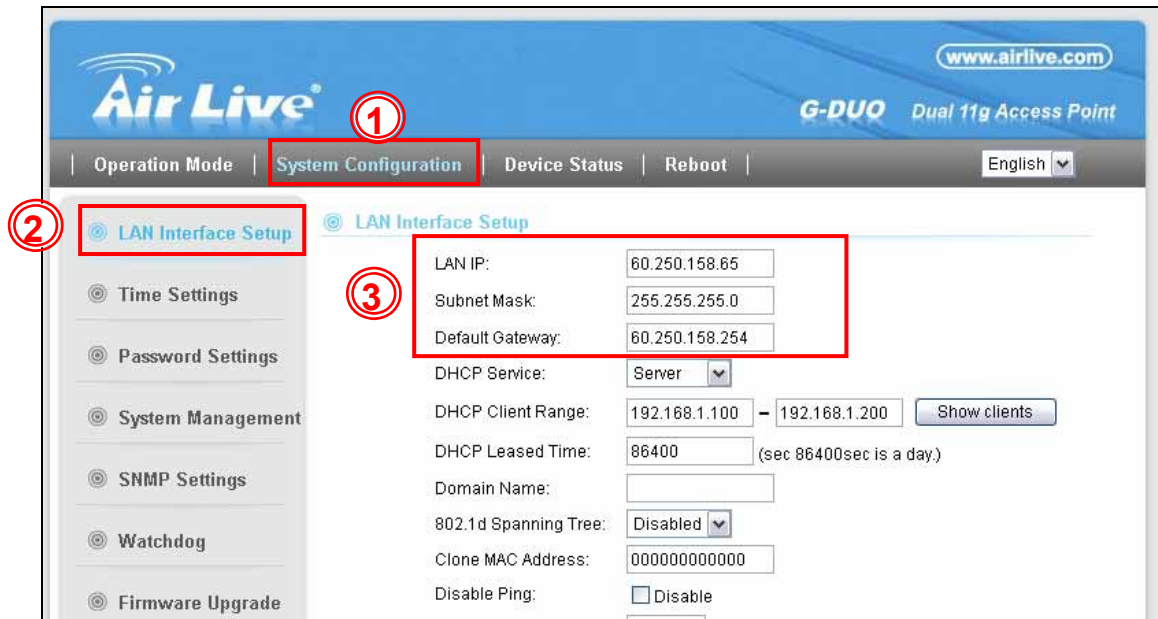 www.airlive.com
Air Live®
G-DUO Dual 11g Access Point
1
| Operation Mode | System Configuration | Device Status | Reboot |
English
2
LAN Interface Setup
Time Settings
Password Settings
System Management
SNMP Settings
Watchdog
Firmware Upgrade
LAN Interface Setup
3
LAN IP: 60.250.158.65
Subnet Mask: 255.255.255.0
Default Gateway: 60.250.158.254
DHCP Service: Server
DHCP Client Range: 192.168.1.100 – 192.168.1.200 Show clients
DHCP Leased Time: 86400 (sec 86400sec is a day.)
Domain Name:
802.1d Spanning Tree: Disabled
Clone MAC Address: 000000000000
Disable Ping: Disable